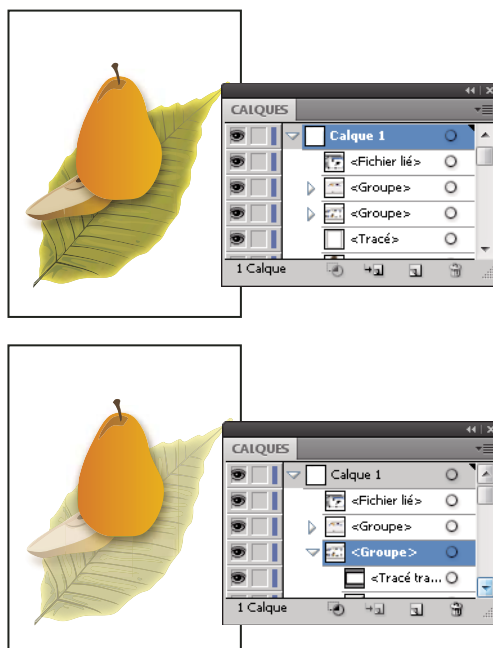 CALQUES
Calque 1
<Fichier lié>
<Groupe>
<Groupe>
<Tracé>
1 Calque
CALQUES
Calque 1
<Fichier lié>
<Groupe>
<Groupe>
<Tracé tra...
1 Calque